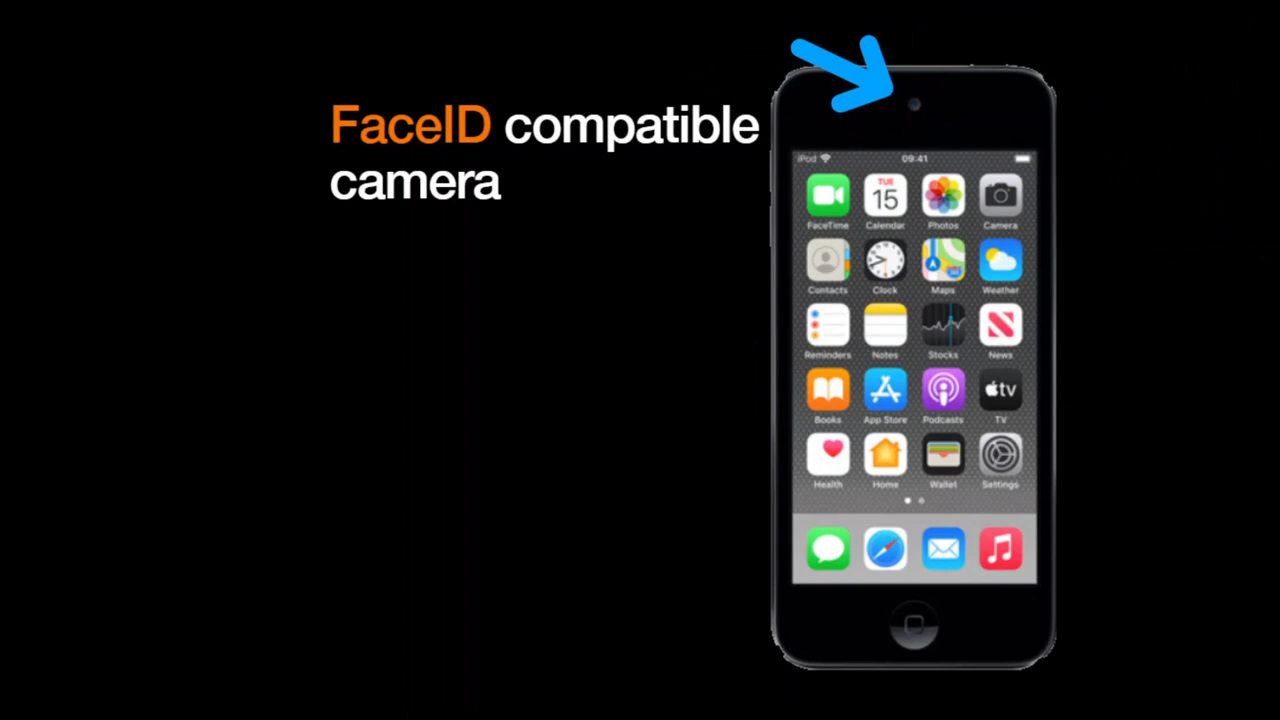 FaceID compatible
camera
iPod 09:41
TUE
15
FaceTime Calendar Photos Camera
Contacts Clock Maps Weather
Reminders Notes Stocks News
tv
Books App Store Podcasts TV
Health Home Wallet Settings